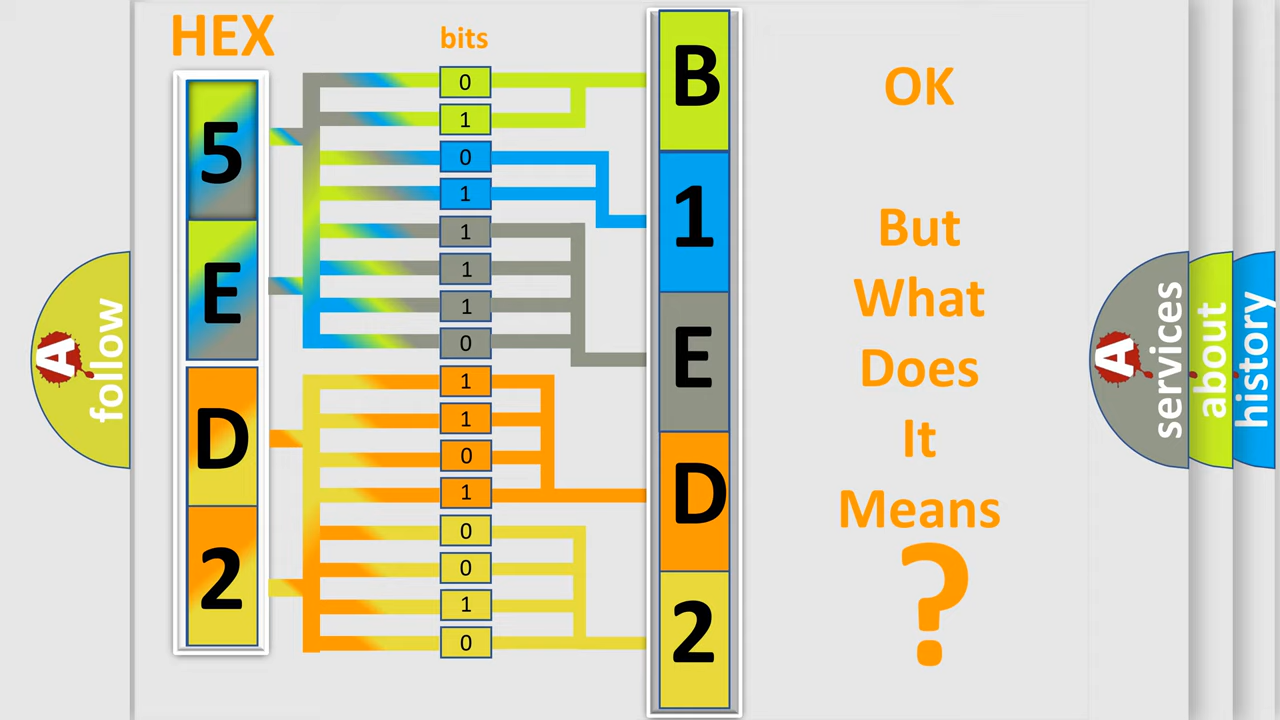 HEX
bits
5
E
D
2
0
1
0
1
1
1
1
0
1
1
0
1
0
0
1
0
B
1
E
D
2
OK
But
What
Does
It
Means
?
A
follow
A
services
about
history